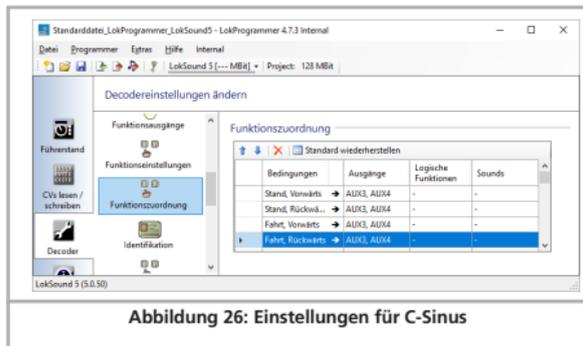 Standarddatei_LokProgrammer_LokSound5 - LokProgrammer 4.7.3 Internal
Datei Programmer Extras Hilfe Internal
LokSound 5 [--- MBit] Project: 128 MBit
Decodereinstellungen ändern
Führerstand
CVs lesen / schreiben
Decoder
Funktionsausgänge
Funktionseinstellungen
Funktionszuordnung
Identifikation
Funktionszuordnung
Standard wiederherstellen
Bedingungen Ausgänge Logische Funktionen Sounds
Stand, Vorwärts → AUX3, AUX4 - -
Stand, Rückwä... → AUX3, AUX4 - -
Fahrt, Vorwärts → AUX3, AUX4 - -
Fahrt, Rückwärts → AUX3, AUX4 - -
LokSound 5 (5.0.50)
Abbildung 26: Einstellungen für C-Sinus